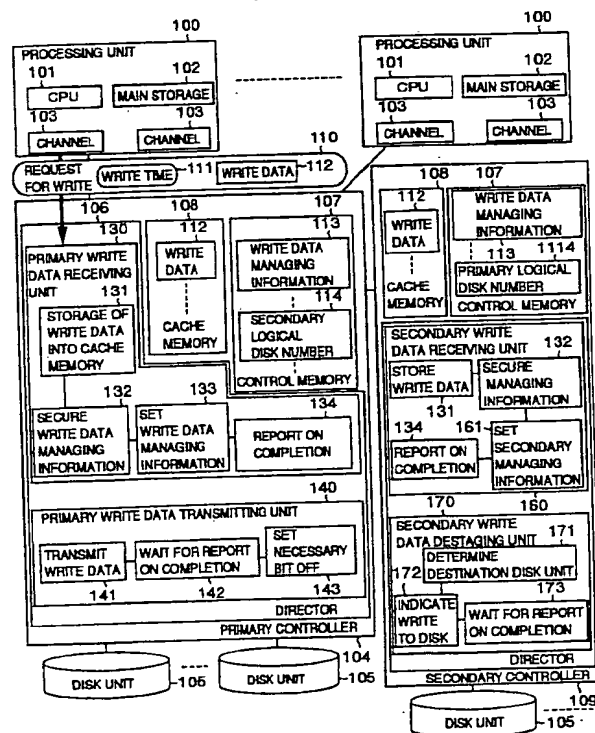 100
PROCESSING UNIT
101
102
CPU
MAIN STORAGE
103
103
CHANNEL
CHANNEL
100
PROCESSING UNIT
101
102
CPU
MAIN STORAGE
103
103
CHANNEL
CHANNEL
110
REQUEST
FOR WRITE
WRITE TIME
111
WRITE DATA
112
106
130
PRIMARY WRITE
DATA RECEIVING
UNIT
131
STORAGE OF
WRITE DATA
INTO CACHE
MEMORY
108
112
WRITE
DATA
CACHE
MEMORY
107
113
WRITE DATA
MANAGING
INFORMATION
114
SECONDARY
LOGICAL
DISK NUMBER
CONTROL MEMORY
132
SECURE
WRITE DATA
MANAGING
INFORMATION
133
SET
WRITE DATA
MANAGING
INFORMATION
134
REPORT ON
COMPLETION
140
PRIMARY WRITE DATA TRANSMITTING UNIT
TRANSMIT
WRITE DATA
141
WAIT FOR REPORT
ON COMPLETION
142
SET
NECESSARY
BIT OFF
143
DIRECTOR
PRIMARY CONTROLLER
104
DISK UNIT
105
DISK UNIT
105
108
112
WRITE
DATA
CACHE
MEMORY
107
WRITE DATA
MANAGING
INFORMATION
113
1114
PRIMARY LOGICAL
DISK NUMBER
CONTROL MEMORY
SECONDARY WRITE
DATA RECEIVING UNIT
132
STORE
WRITE DATA
131
SECURE
MANAGING
INFORMATION
134
161
REPORT ON
COMPLETION
SET
SECONDARY
MANAGING
INFORMATION
160
170
SECONDARY WRITE
DATA DESTAGING UNIT
171
DETERMINE
DESTINATION DISK UNIT
172
173
INDICATE
WRITE
TO DISK
WAIT FOR REPORT
ON COMPLETION
DIRECTOR
SECONDARY CONTROLLER
109
DISK UNIT
105